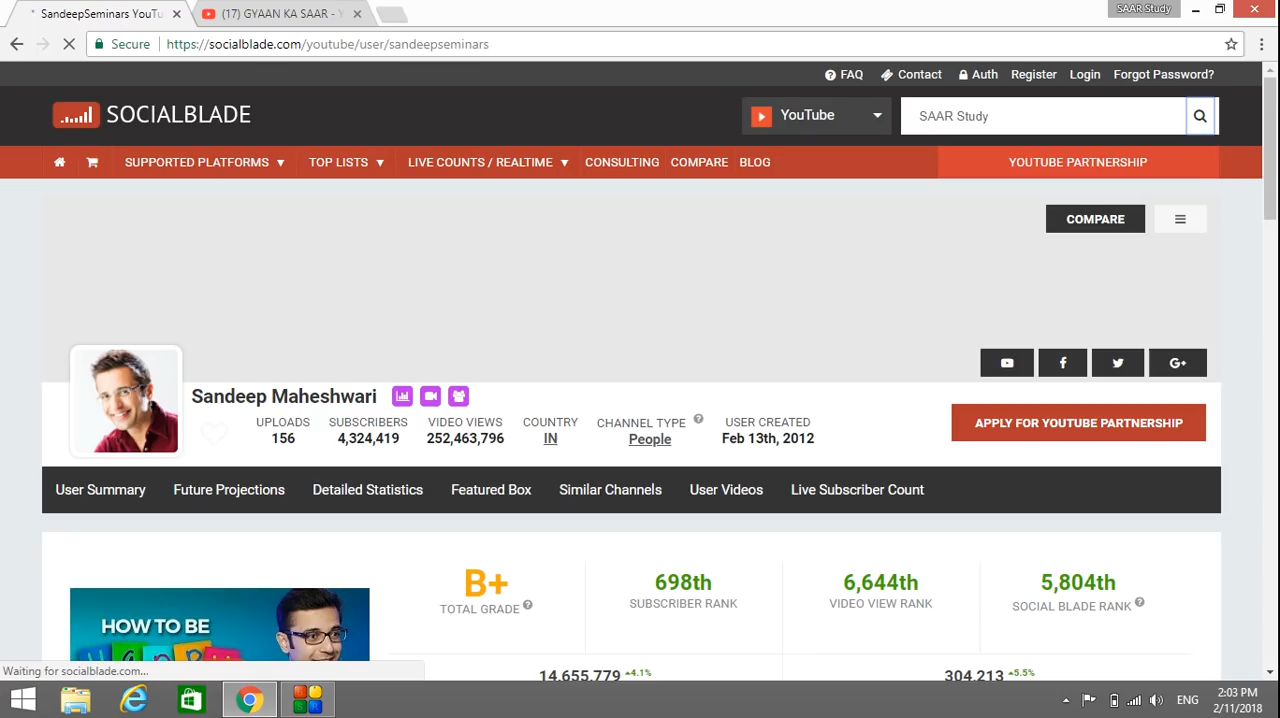 SandeepSeminars YouTu
(17) GYAAN KA SAAR - Y
SAAR Study
Secure
https://socialblade.com/youtube/user/sandeepseminars
FAQ
Contact
Auth
Register
Login
Forgot Password?
SOCIALBLADE
YouTube
SAAR Study
SUPPORTED PLATFORMS
TOP LISTS
LIVE COUNTS / REALTIME
CONSULTING
COMPARE
BLOG
YOUTUBE PARTNERSHIP
COMPARE
Sandeep Maheshwari
UPLOADS
156
SUBSCRIBERS
4,324,419
VIDEO VIEWS
252,463,796
COUNTRY
IN
CHANNEL TYPE
People
USER CREATED
Feb 13th, 2012
APPLY FOR YOUTUBE PARTNERSHIP
User Summary
Future Projections
Detailed Statistics
Featured Box
Similar Channels
User Videos
Live Subscriber Count
B+
TOTAL GRADE
698th
SUBSCRIBER RANK
6,644th
VIDEO VIEW RANK
5,804th
SOCIAL BLADE RANK
HOW TO BE
14,655,779 4.1%
304,213 5.5%
Waiting for socialblade.com...
ENG
2:03 PM
2/11/2018